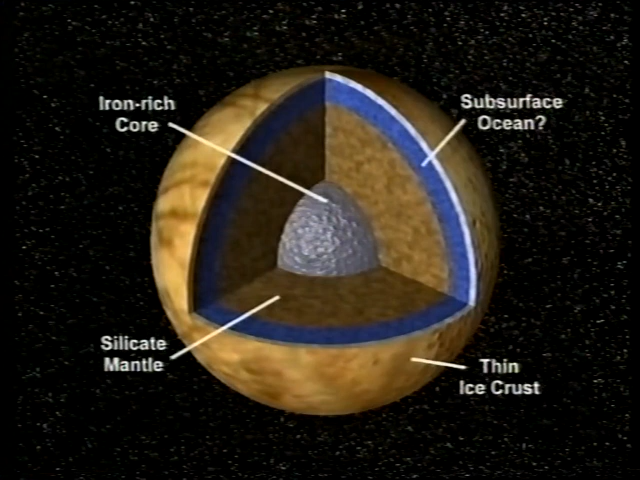 Iron-rich
Core
Subsurface
Ocean?
Silicate
Mantle
Thin
Ice Crust